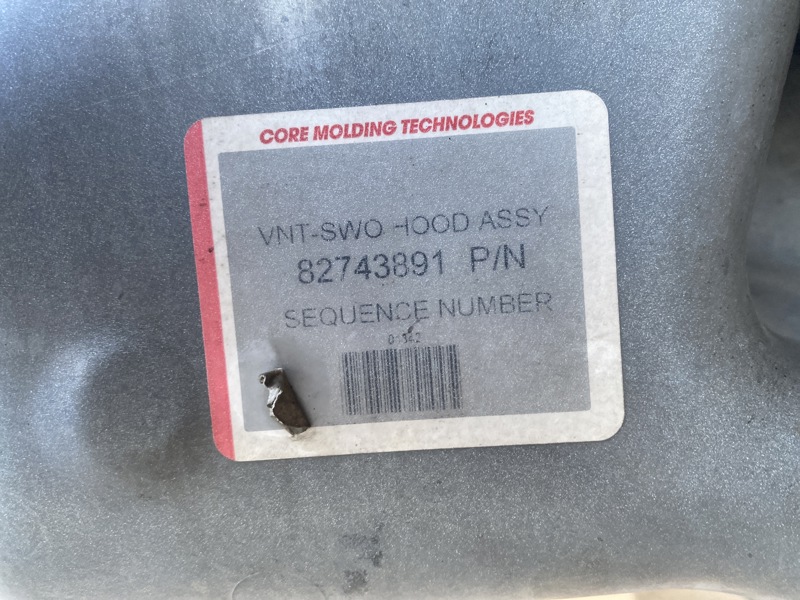 CORE MOLDING TECHNOLOGIES
VNT-SWO HOOD ASSY
82743891 P/N
SEQUENCE NUMBER